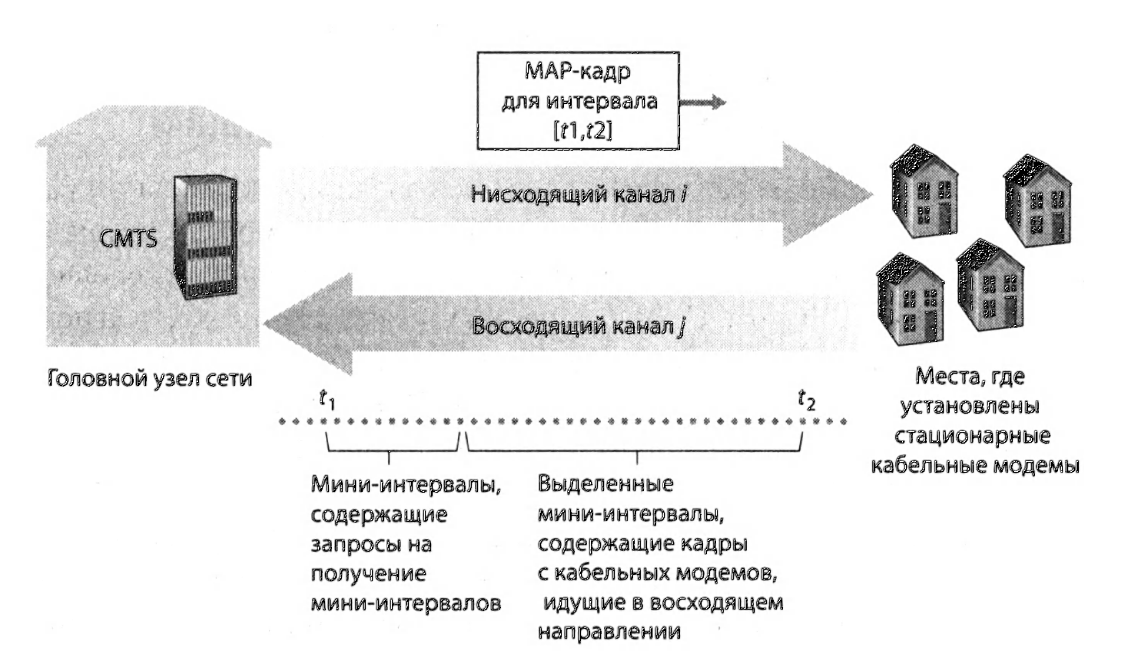 MAP-кадр
для интервала
[t1,t2]
Нисходящий канал i
CMTS
Восходящий канал j
Головной узел сети
Места, где
установлены
стационарные
кабельные модемы
t1
t2
Мини-интервалы,
содержащие
запросы на
получение
мини-интервалов
Выделенные
мини-интервалы,
содержащие кадры
с кабельных модемов,
идущие в восходящем
направлении